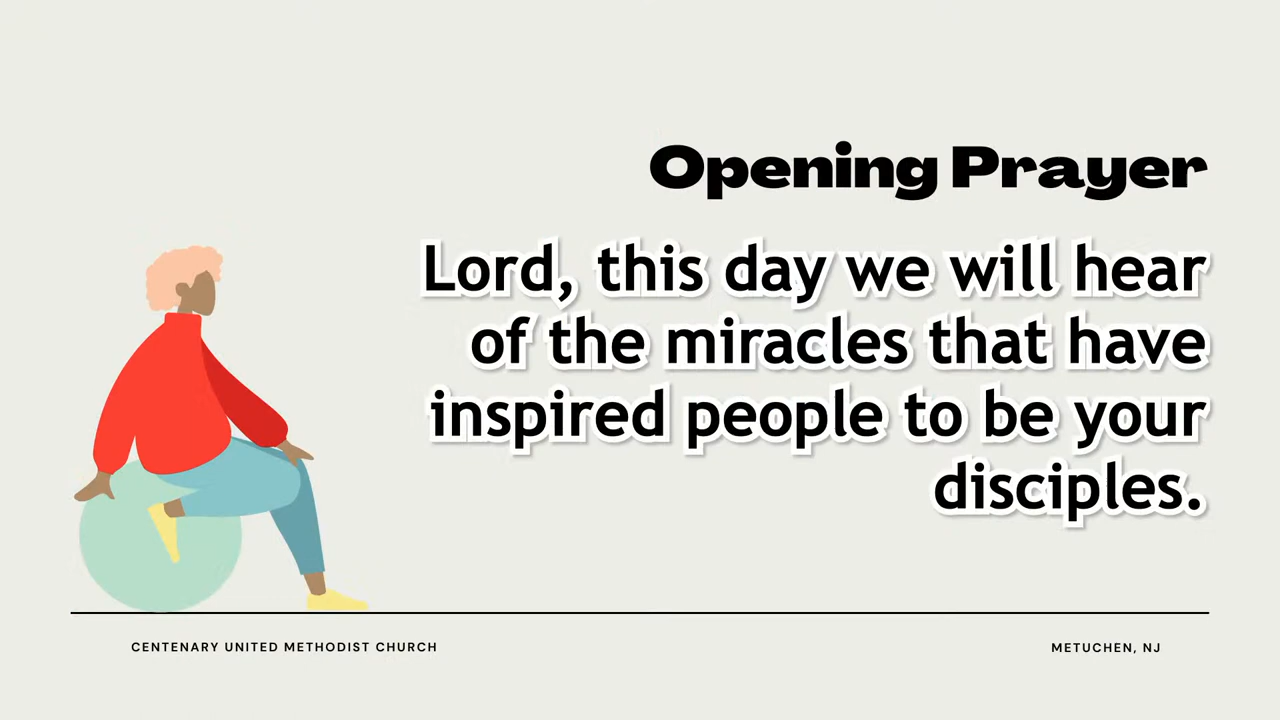 Opening Prayer
Lord, this day we will hear
of the miracles that have
inspired people to be your
disciples.
CENTENARY UNITED METHODIST CHURCH
METUCHEN, NJ